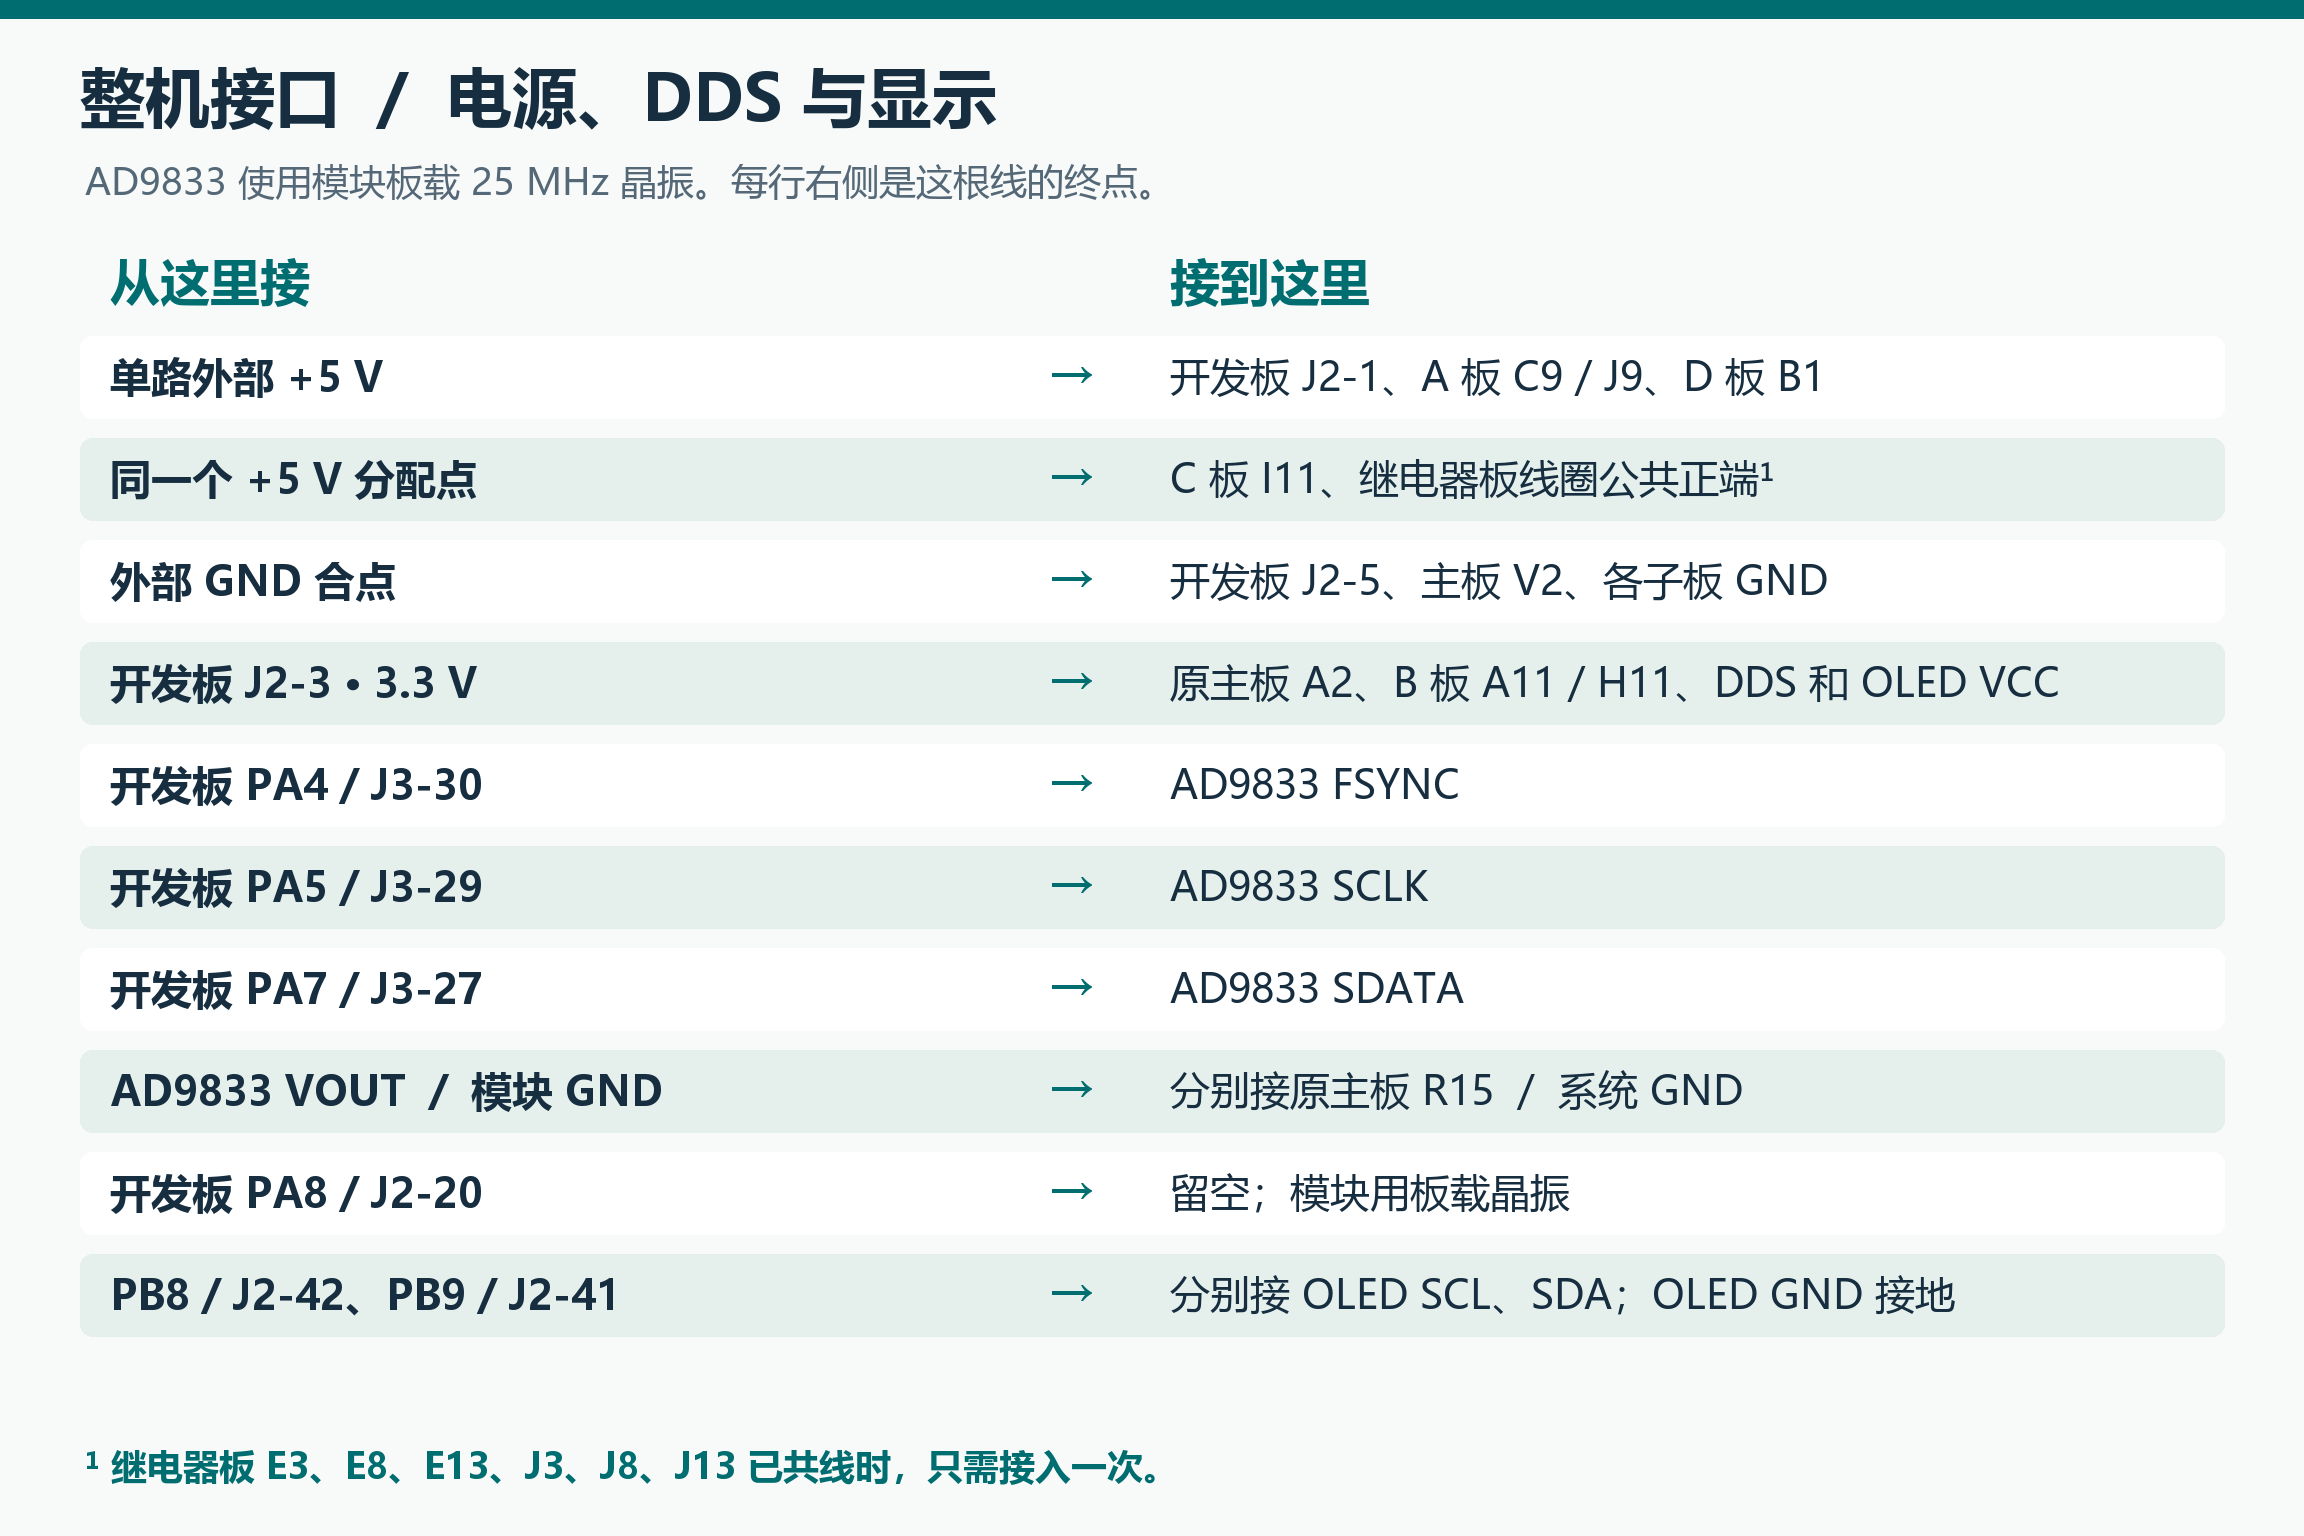 整机接口 / 电源、DDS 与显示
AD9833 使用模块板载 25 MHz 晶振。每行右侧是这根线的终点。
从这里接 接到这里
单路外部 +5 V → 开发板 J2-1、A 板 C9 / J9、D 板 B1
同一个 +5 V 分配点 → C 板 I11、继电器板线圈公共正端¹
外部 GND 合点 → 开发板 J2-5、主板 V2、各子板 GND
开发板 J2-3 • 3.3 V → 原主板 A2、B 板 A11 / H11、DDS 和 OLED VCC
开发板 PA4 / J3-30 → AD9833 FSYNC
开发板 PA5 / J3-29 → AD9833 SCLK
开发板 PA7 / J3-27 → AD9833 SDATA
AD9833 VOUT / 模块 GND → 分别接原主板 R15 / 系统 GND
开发板 PA8 / J2-20 → 留空；模块用板载晶振
PB8 / J2-42、PB9 / J2-41 → 分别接 OLED SCL、SDA；OLED GND 接地
¹ 继电器板 E3、E8、E13、J3、J8、J13 已共线时，只需接入一次。